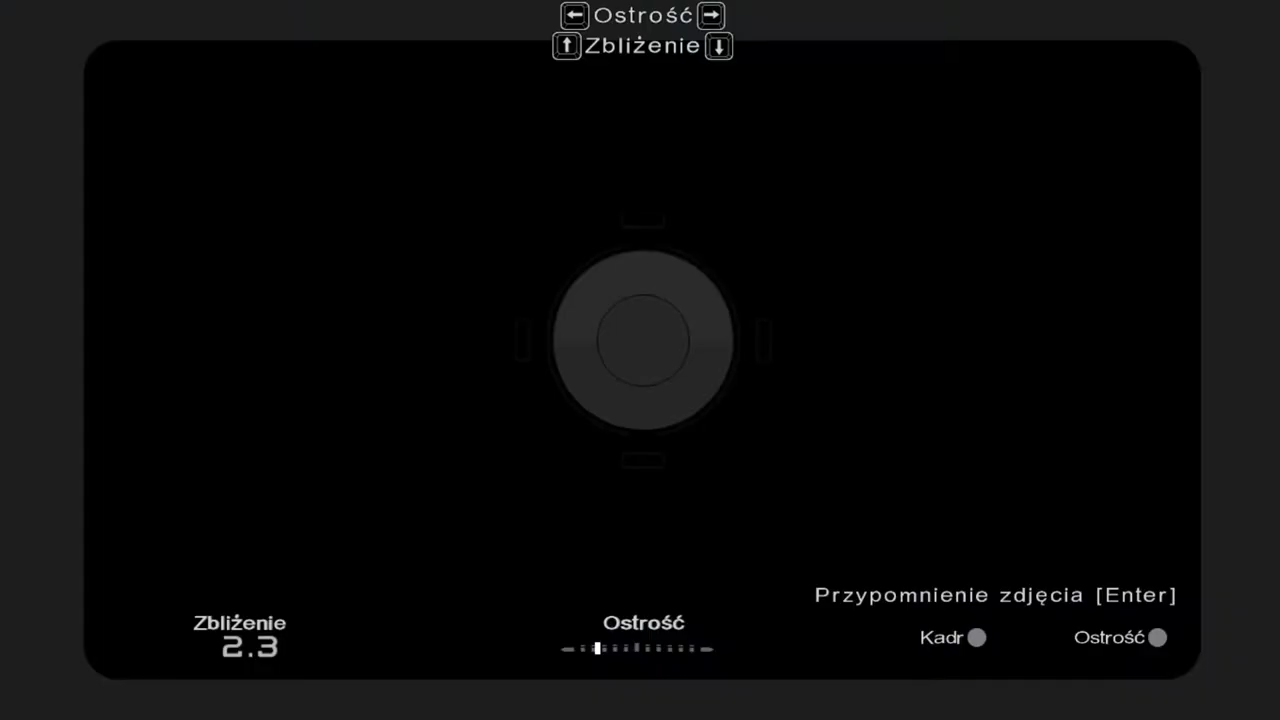 Ostrość
Zbliżenie
Przypomnienie zdjęcia [Enter]
Zbliżenie
2.3
Ostrość
Kadr
Ostrość